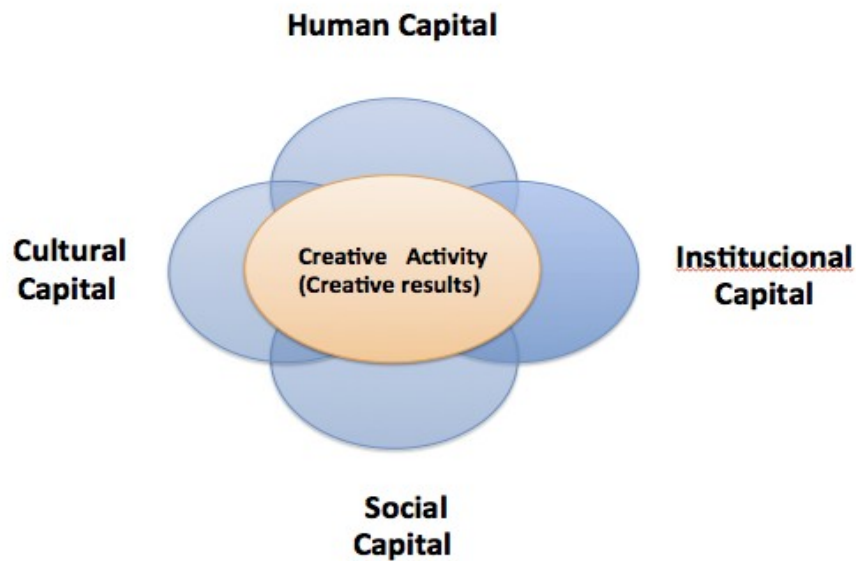 Human Capital
Cultural
Capital
Creative Activity
(Creative results)
Institucional
Capital
Social
Capital